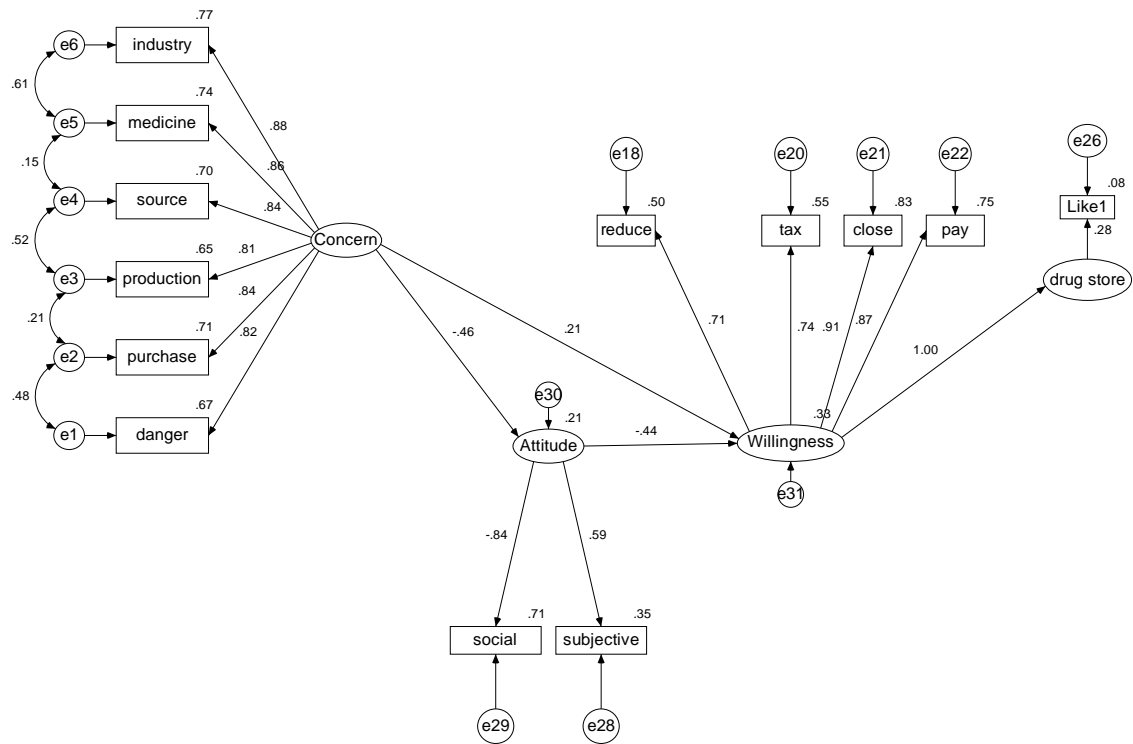 .77
e6 industry
.61
.74
e5 medicine
.88
.15
.86
.70
e4 source
.84
.52
.65
.81
e3 production
.84
.21
.71
.82
e2 purchase
.48
.67
e1 danger
Concern
-.46
.21
e30
.21
Attitude
-.44
-.84
.59
.71
social
.35
subjective
e29
e28
e18
.50
reduce
e20
.55
tax
e21
.83
close
e22
.75
pay
.71
.74
.91
.87
.33
Willingness
e31
1.00
e26
.08
Like1
.28
drug store